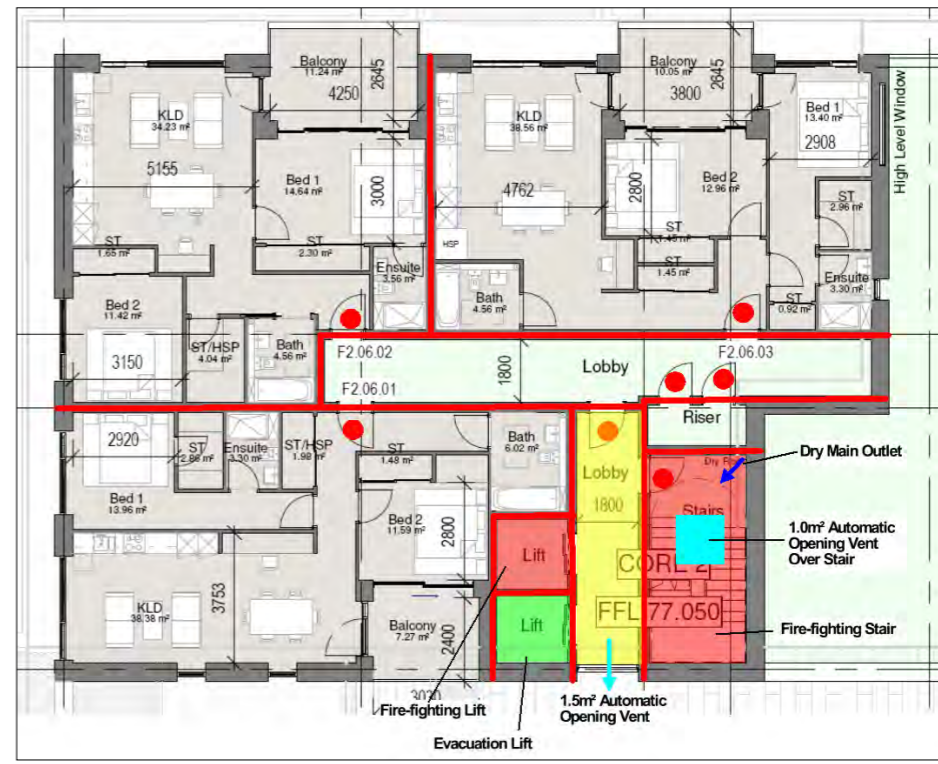 Balcony
11.24 m²
2645
4250
KLD
34.23 m²
5155
Bed 1
14.64 m²
3000
ST
1.65 m²
ST
2.30 m²
Ensuite
3.56 m²
Bed 2
11.42 m²
3150
ST/HSP
4.04 m²
Bath
4.56 m²
Balcony
10.05 m²
2645
3800
KLD
38.56 m²
4762
Bed 2
12.96 m²
2800
Bed 1
13.40 m²
2908
High Level Window
ST
2.96 m²
HSP
ST
1.45 m²
ST
1.45 m²
Bath
4.56 m²
Ensuite
3.30 m²
ST
0.92 m²
F2.06.02
F2.06.03
Lobby
1800
F2.06.01
Riser
2920
ST
2.86 m²
Ensuite
3.30 m²
ST/HSP
1.98 m²
ST
1.48 m²
Bath
6.02 m²
Lobby
1800
Dry Main Outlet
Bed 1
13.96 m²
Bed 2
11.59 m²
2800
Stairs
1.0m² Automatic
Opening Vent
Over Stair
Lift
CORE 2
KLD
38.38 m²
3753
Balcony
7.27 m²
2400
Lift
FFL 77.050
Fire-fighting Stair
3030
Fire-fighting Lift
1.5m² Automatic
Opening Vent
Evacuation Lift